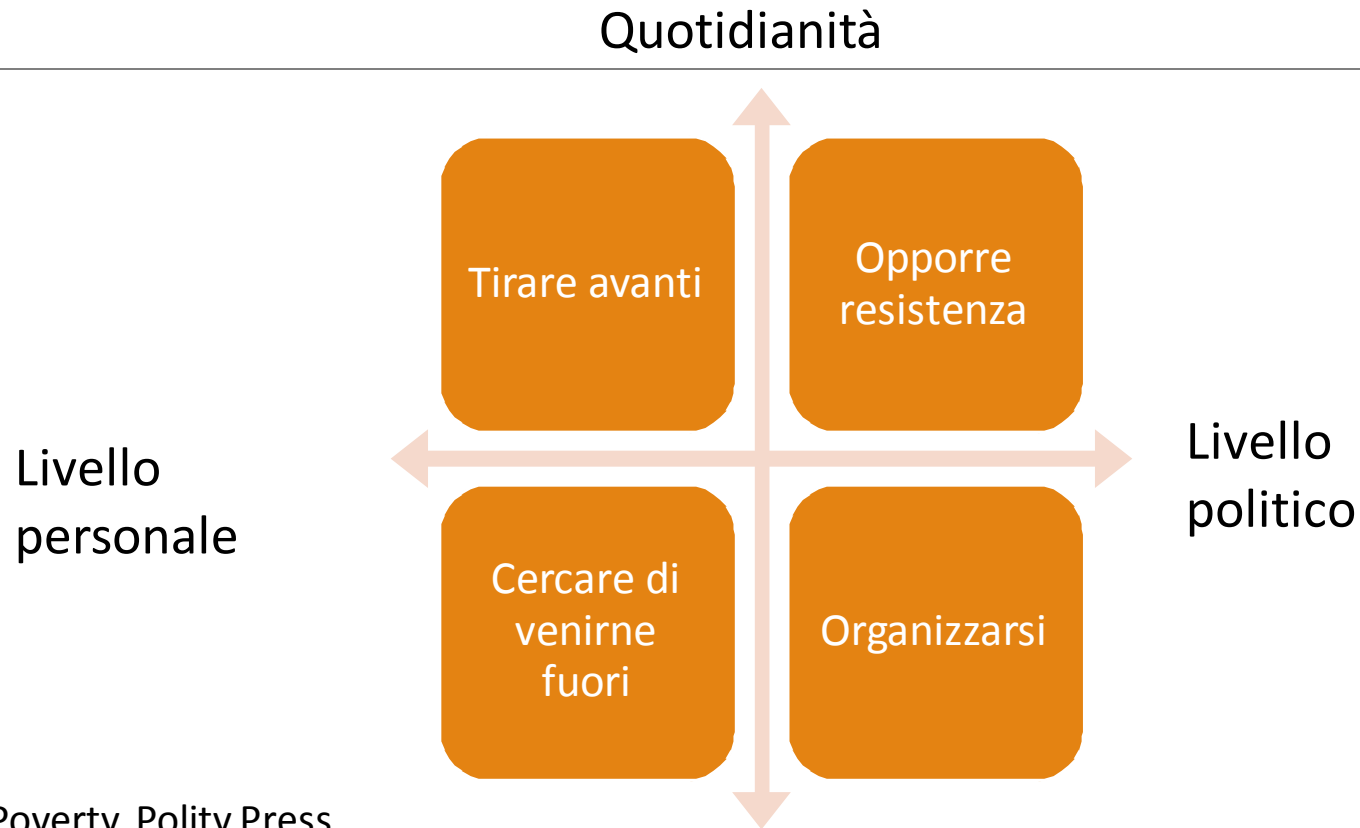 Quotidianità
Tirare avanti
Opporre
resistenza
Livello
personale
Livello
politico
Cercare di
venirne
fuori
Organizzarsi
Poverty, Polity Press